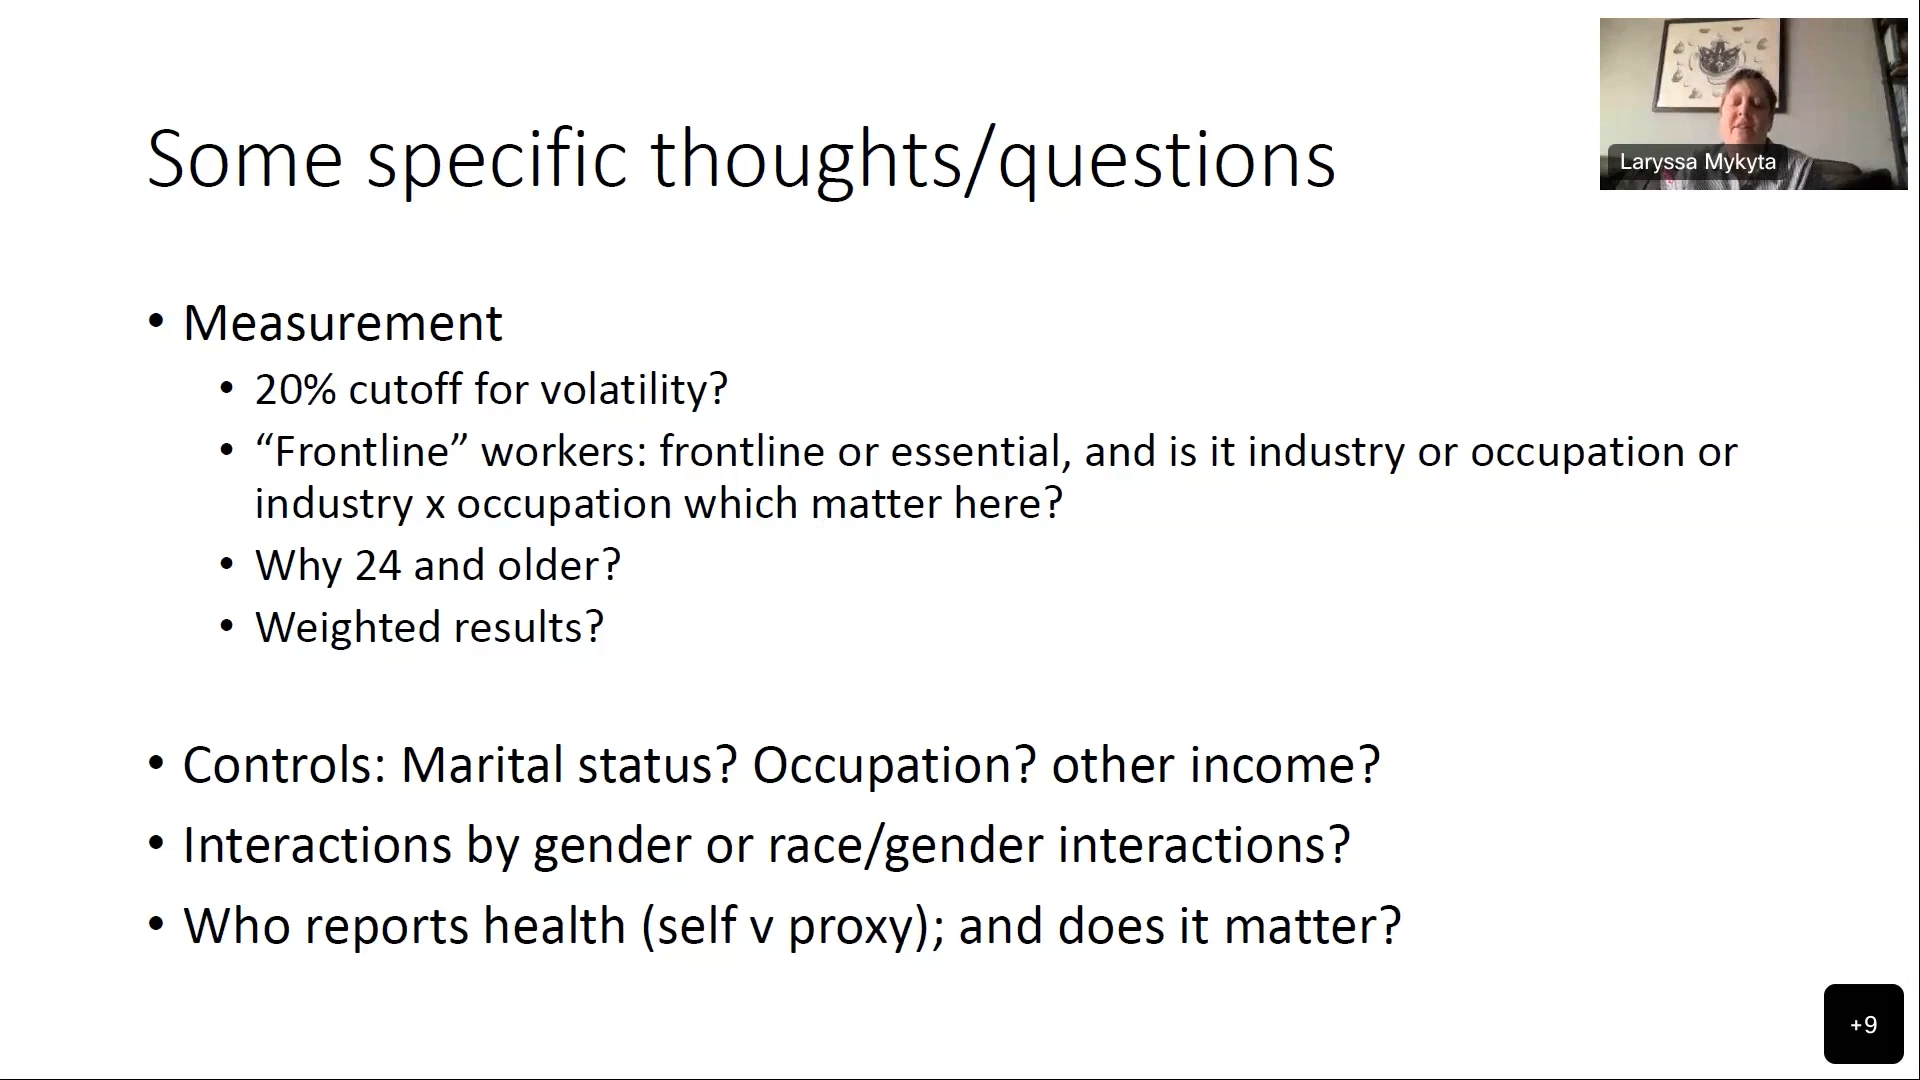 Some specific thoughts/questions
Laryssa Mykyta
• Measurement
• 20% cutoff for volatility?
• “Frontline” workers: frontline or essential, and is it industry or occupation or
industry x occupation which matter here?
• Why 24 and older?
• Weighted results?
• Controls: Marital status? Occupation? other income?
• Interactions by gender or race/gender interactions?
• Who reports health (self v proxy); and does it matter?
+9